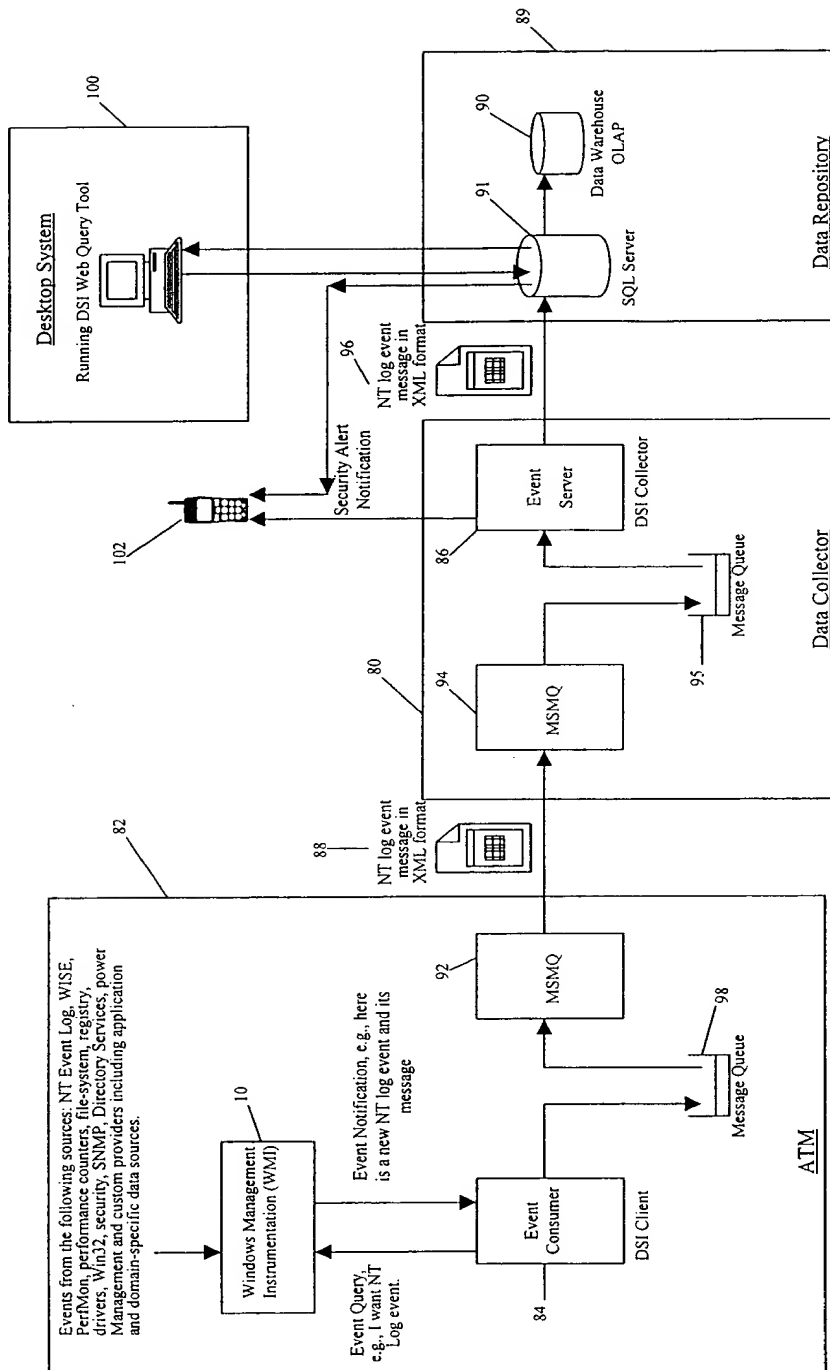 82
Events from the following sources: NT Event Log, WISE,
PerfMon, performance counters, file-system, registry,
drivers, Win32, security, SNMP, Directory Services, power
Management and custom providers including application
and domain-specific data sources.
10
Windows Management
Instrumentation (WMI)
Event Query,
e.g., I want NT
Log event.
Event Notification, e.g., here
is a new NT log event and its
message
Event
Consumer
84
DSI Client
92
MSMQ
98
Message Queue
ATM
88
NT log event
message in
XML format
80
94
MSMQ
95
Message Queue
86
Event
Server
DSI Collector
Data Collector
102
Security Alert
Notification
96
NT log event
message in
XML format
100
Desktop System
Running DSI Web Query Tool
89
91
SQL Server
90
Data Warehouse
OLAP
Data Repository